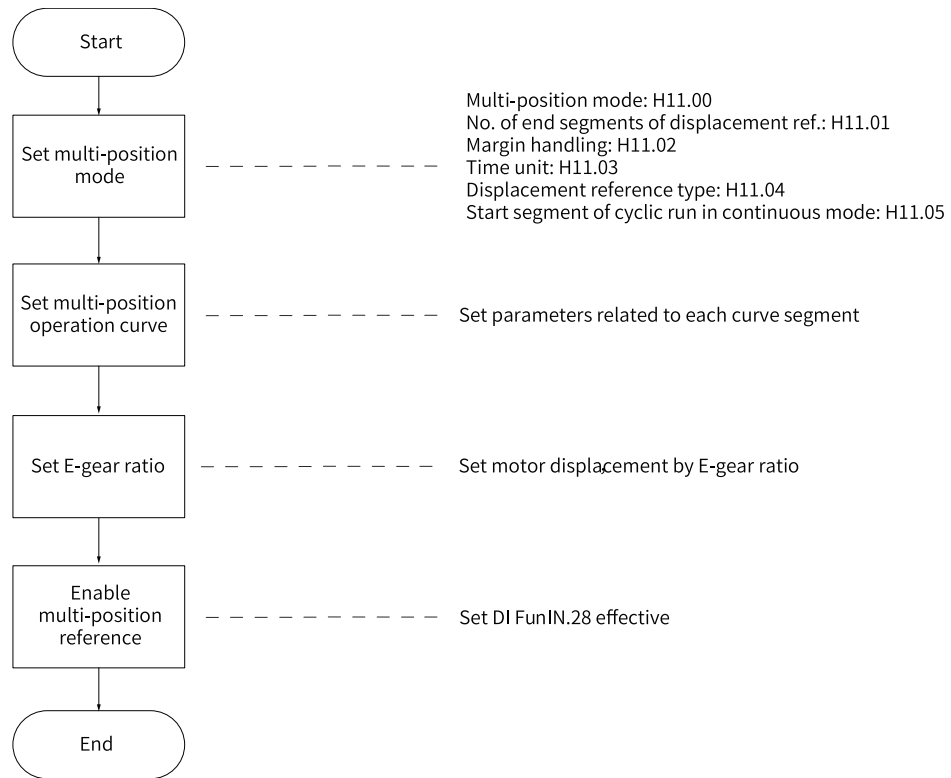 Start
Set multi-position
mode
Multi-position mode: H11.00
No. of end segments of displacement ref.: H11.01
Margin handling: H11.02
Time unit: H11.03
Displacement reference type: H11.04
Start segment of cyclic run in continuous mode: H11.05
Set multi-position
operation curve
Set parameters related to each curve segment
Set E-gear ratio
Set motor displacement by E-gear ratio
Enable
multi-position
reference
Set DI FunIN.28 effective
End